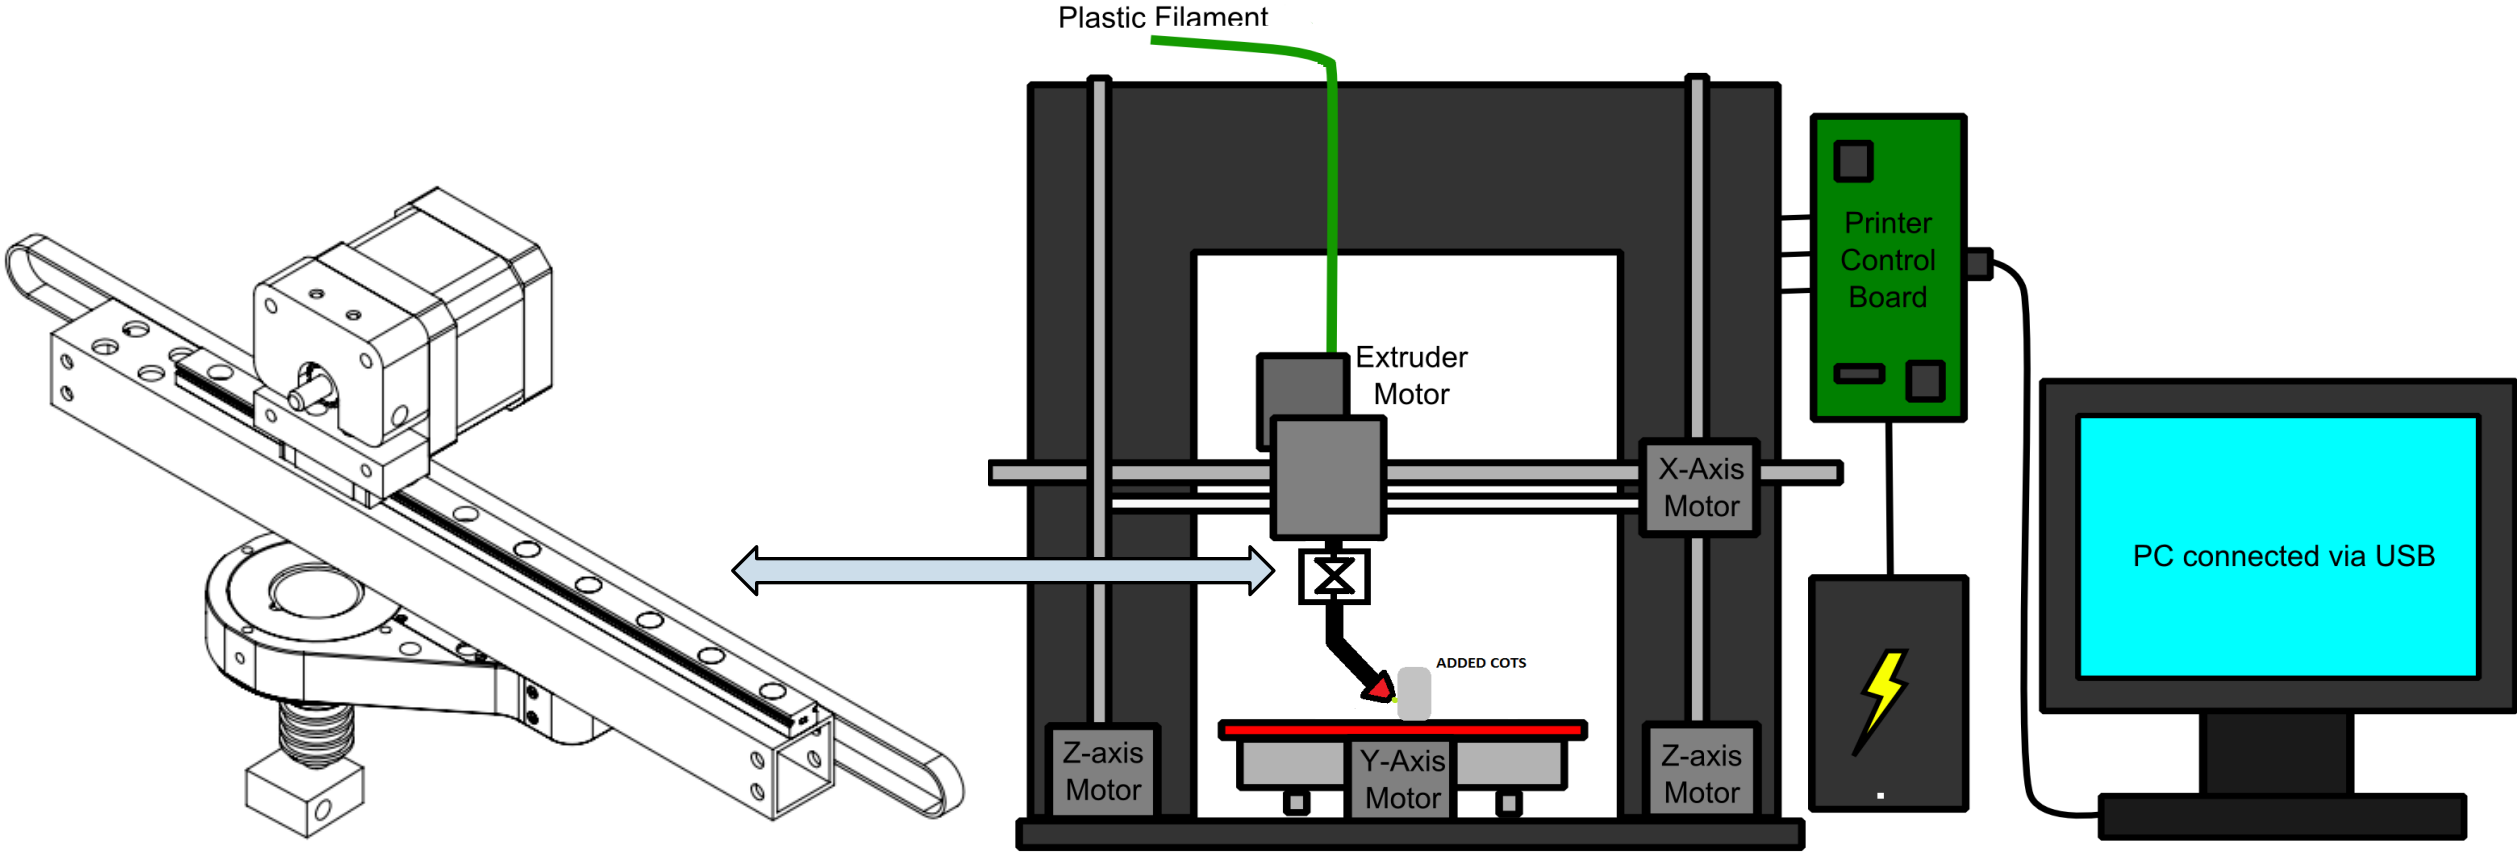 Plastic Filament
Extruder
Motor
X-Axis
Motor
ADDED COTS
Z-axis
Motor
Y-Axis
Motor
Z-axis
Motor
Printer
Control
Board
PC connected via USB